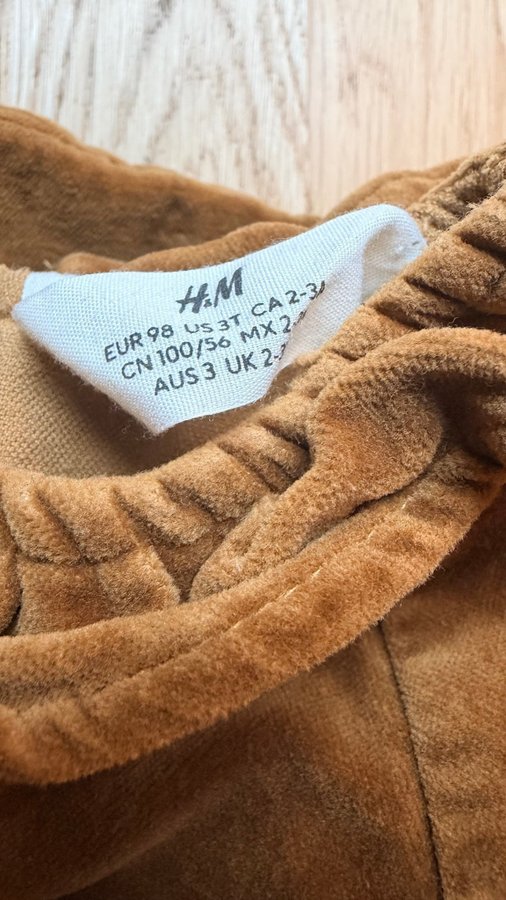 H&M
EUR 98 US 3T CA 2-3
CN 100/56 MX 2-
AUS 3 UK 2-